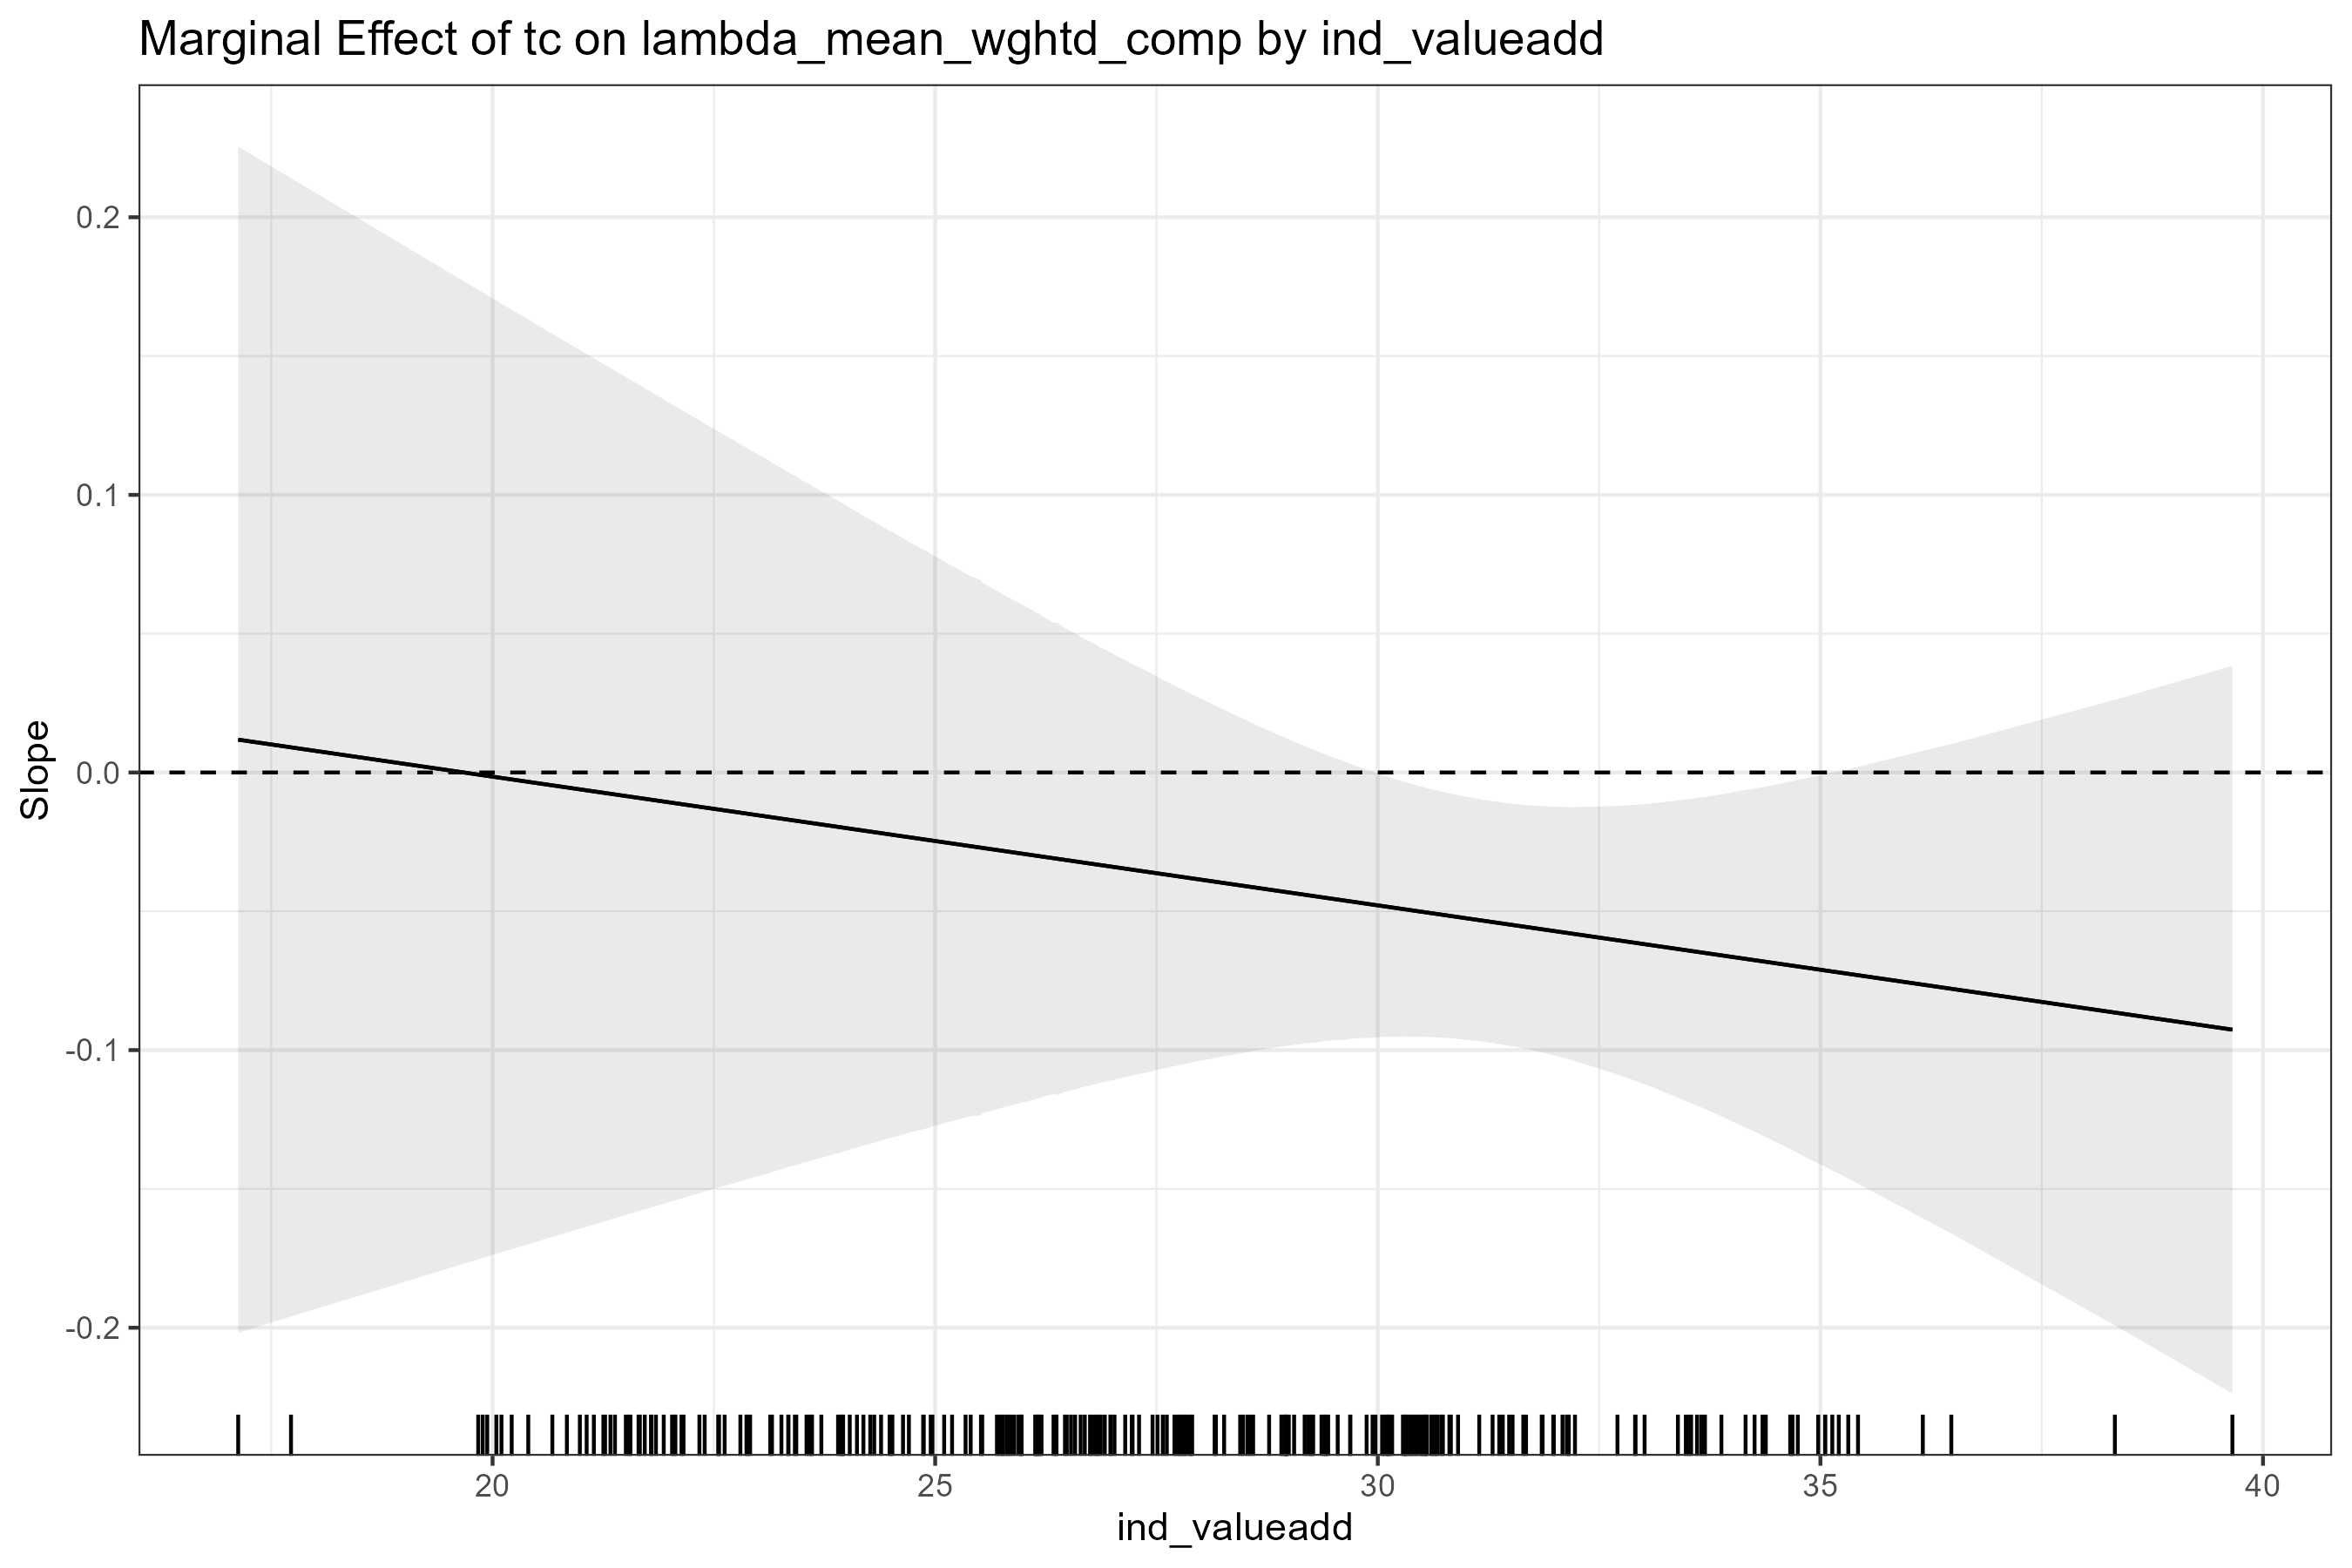 Marginal Effect of tc on lambda_mean_wghtd_comp by ind_valueadd
Slope
0.2
0.1
0.0
-0.1
-0.2
20 25 30 35 40
ind_valueadd